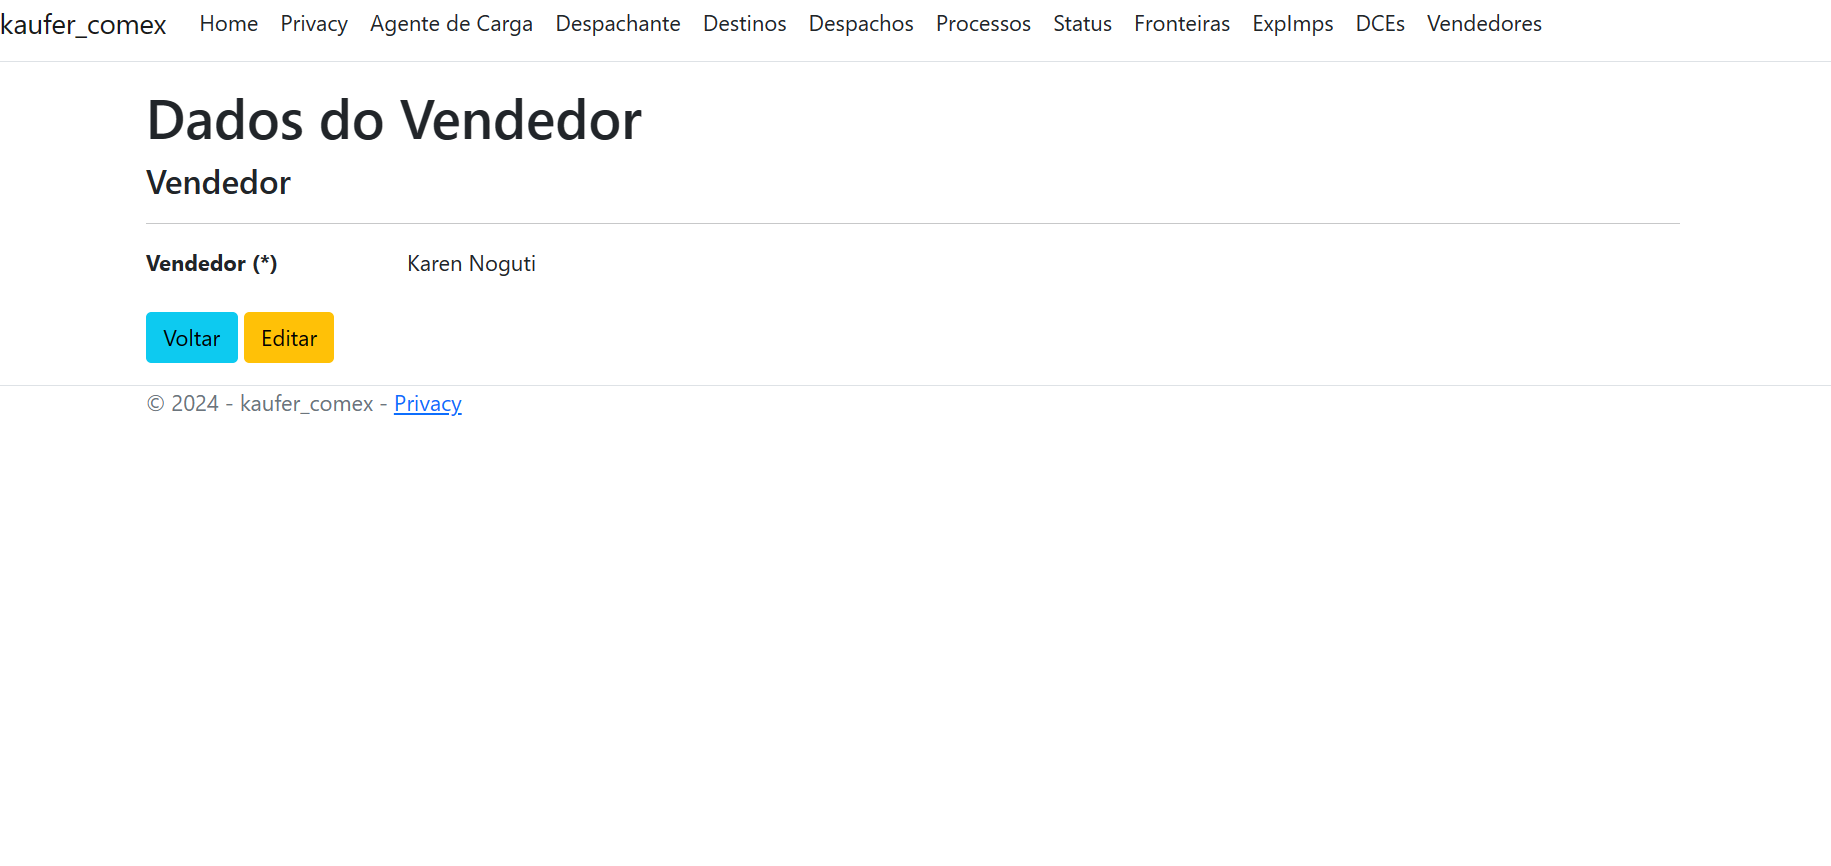 kaufer_comex Home Privacy Agente de Carga Despachante Destinos Despachos Processos Status Fronteiras ExpImps DCEs Vendedores
Dados do Vendedor
Vendedor
Vendedor (*) Karen Noguti
Voltar Editar
© 2024 - kaufer_comex - Privacy